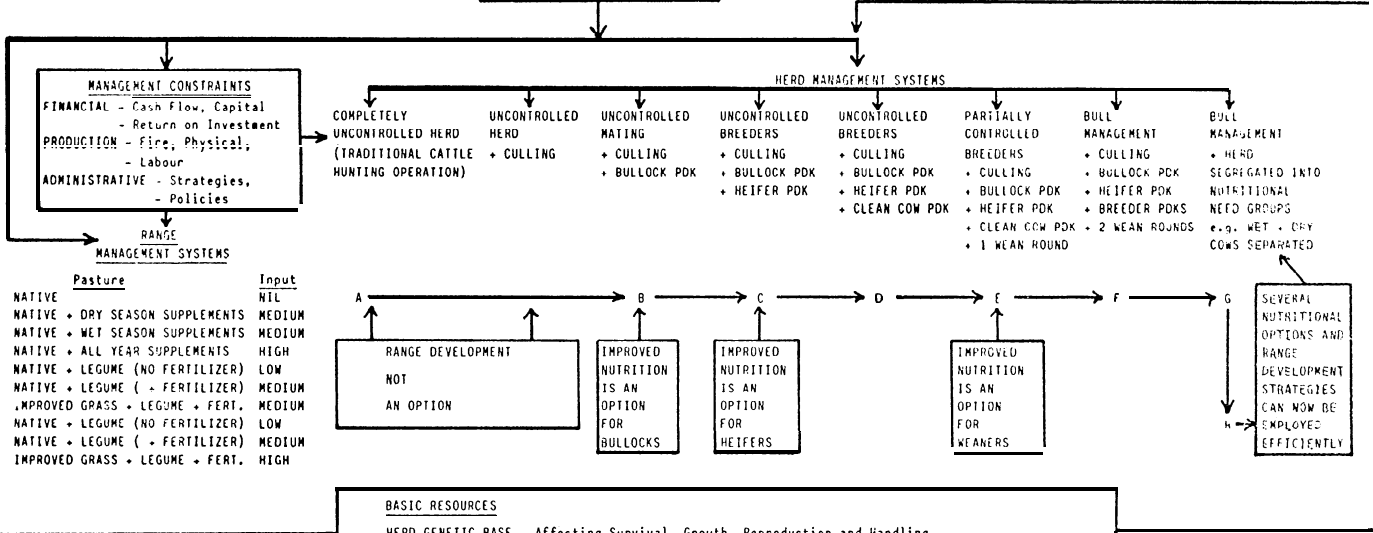 HERD MANAGEMENT SYSTEMS
MANAGEMENT CONSTRAINTS
FINANCIAL - Cash Flow, Capital
- Return on Investment
PRODUCTION - Fire, Physical,
- Labour
ADMINISTRATIVE - Strategies,
- Policies
COMPLETELY
UNCONTROLLED HERD
(TRADITIONAL CATTLE
HUNTING OPERATION)
UNCONTROLLED
HERD
+ CULLING
UNCONTROLLED
MATING
+ CULLING
+ BULLOCK PDK
UNCONTROLLED
BREEDERS
+ CULLING
+ BULLOCK PDK
+ HEIFER PDK
UNCONTROLLED
BREEDERS
+ CULLING
+ BULLOCK PDK
+ HEIFER PDK
+ CLEAN COW PDK
PARTIALLY
CONTROLLED
BREEDERS
+ CULLING
+ BULLOCK PDK
+ HEIFER PDK
+ CLEAN COW PDK
+ 1 WEAN ROUND
BULL
MANAGEMENT
+ CULLING
+ BULLOCK PDK
+ HEIFER PDK
+ BREEDER PDKS
+ 2 WEAN ROUNDS
BULL
MANAGEMENT
+ HERD
SEGREGATED INTO
NUTRITIONAL
NEED GROUPS
e.g. WET + DRY
COWS SEPARATED
RANGE
MANAGEMENT SYSTEMS
Pasture Input
NATIVE NIL
NATIVE + DRY SEASON SUPPLEMENTS MEDIUM
NATIVE + WET SEASON SUPPLEMENTS MEDIUM
NATIVE + ALL YEAR SUPPLEMENTS HIGH
NATIVE + LEGUME (NO FERTILIZER) LOW
NATIVE + LEGUME ( + FERTILIZER) MEDIUM
IMPROVED GRASS + LEGUME + FERT. MEDIUM
NATIVE + LEGUME (NO FERTILIZER) LOW
NATIVE + LEGUME ( + FERTILIZER) MEDIUM
IMPROVED GRASS + LEGUME + FERT. HIGH
A B C D E F G
H
RANGE DEVELOPMENT
NOT
AN OPTION
IMPROVED
NUTRITION
IS AN
OPTION
FOR
BULLOCKS
IMPROVED
NUTRITION
IS AN
OPTION
FOR
HEIFERS
IMPROVED
NUTRITION
IS AN
OPTION
FOR
WEANERS
SEVERAL
NUTRITIONAL
OPTIONS AND
RANGE
DEVELOPMENT
STRATEGIES
CAN NOW BE
EMPLOYED
EFFICIENTLY
BASIC RESOURCES
HERD GENETIC BASE - Affecting Survival, Growth, Reproduction and Handling